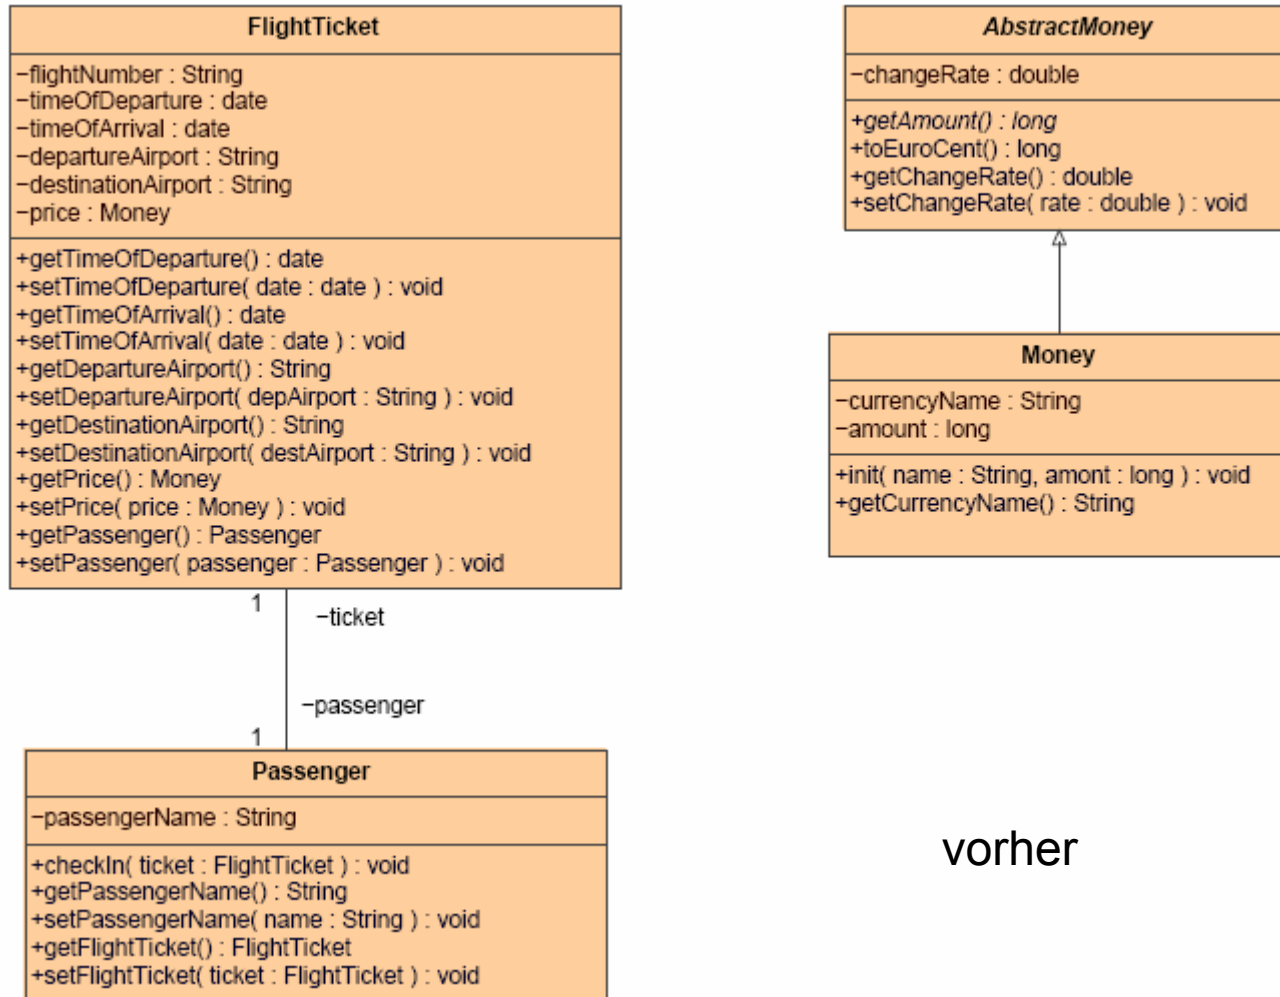 FlightTicket
−flightNumber : String
−timeOfDeparture : date
−timeOfArrival : date
−departureAirport : String
−destinationAirport : String
−price : Money
+getTimeOfDeparture() : date
+setTimeOfDeparture( date : date ) : void
+getTimeOfArrival() : date
+setTimeOfArrival( date : date ) : void
+getDepartureAirport() : String
+setDepartureAirport( depAirport : String ) : void
+getDestinationAirport() : String
+setDestinationAirport( destAirport : String ) : void
+getPrice() : Money
+setPrice( price : Money ) : void
+getPassenger() : Passenger
+setPassenger( passenger : Passenger ) : void
1
−ticket
−passenger
1
Passenger
−passengerName : String
+checkIn( ticket : FlightTicket ) : void
+getPassengerName() : String
+setPassengerName( name : String ) : void
+getFlightTicket() : FlightTicket
+setFlightTicket( ticket : FlightTicket ) : void
AbstractMoney
−changeRate : double
+getAmount() : long
+toEuroCent() : long
+getChangeRate() : double
+setChangeRate( rate : double ) : void
Money
−currencyName : String
−amount : long
+init( name : String, amont : long ) : void
+getCurrencyName() : String
vorher